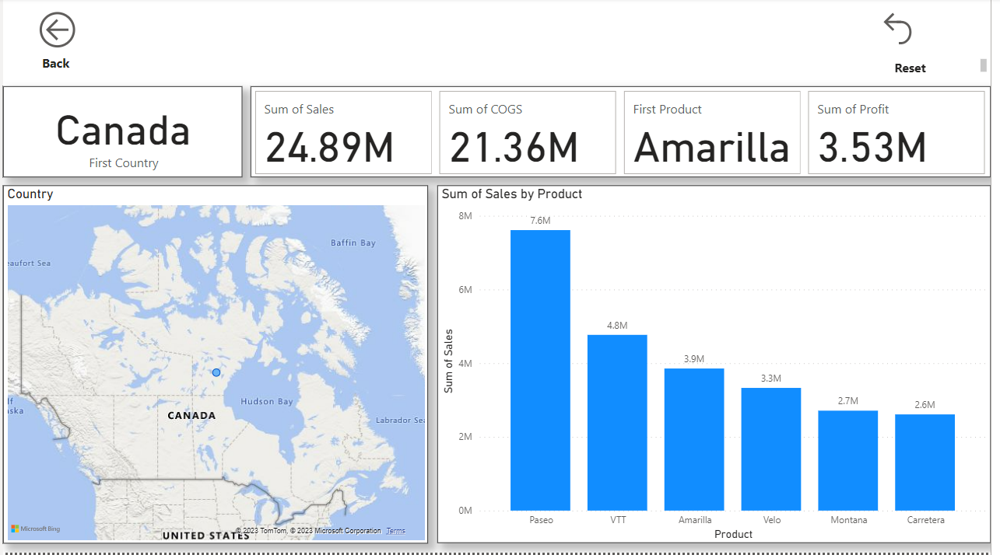 Back
Reset
Canada
First Country
Sum of Sales
24.89M
Sum of COGS
21.36M
First Product
Amarilla
Sum of Profit
3.53M
Country
Baffin Bay
eaufort Sea
Hudson Bay
CANADA
Labrador Sea
lf
ska
Microsoft Bing
UNITED STATES
© 2023 TomTom, © 2023 Microsoft Corporation Terms
Sum of Sales by Product
Sum of Sales
8M
6M
4M
2M
0M
7.6M
4.8M
3.9M
3.3M
2.7M
2.6M
Paseo
VTT
Amarilla
Velo
Montana
Carretera
Product